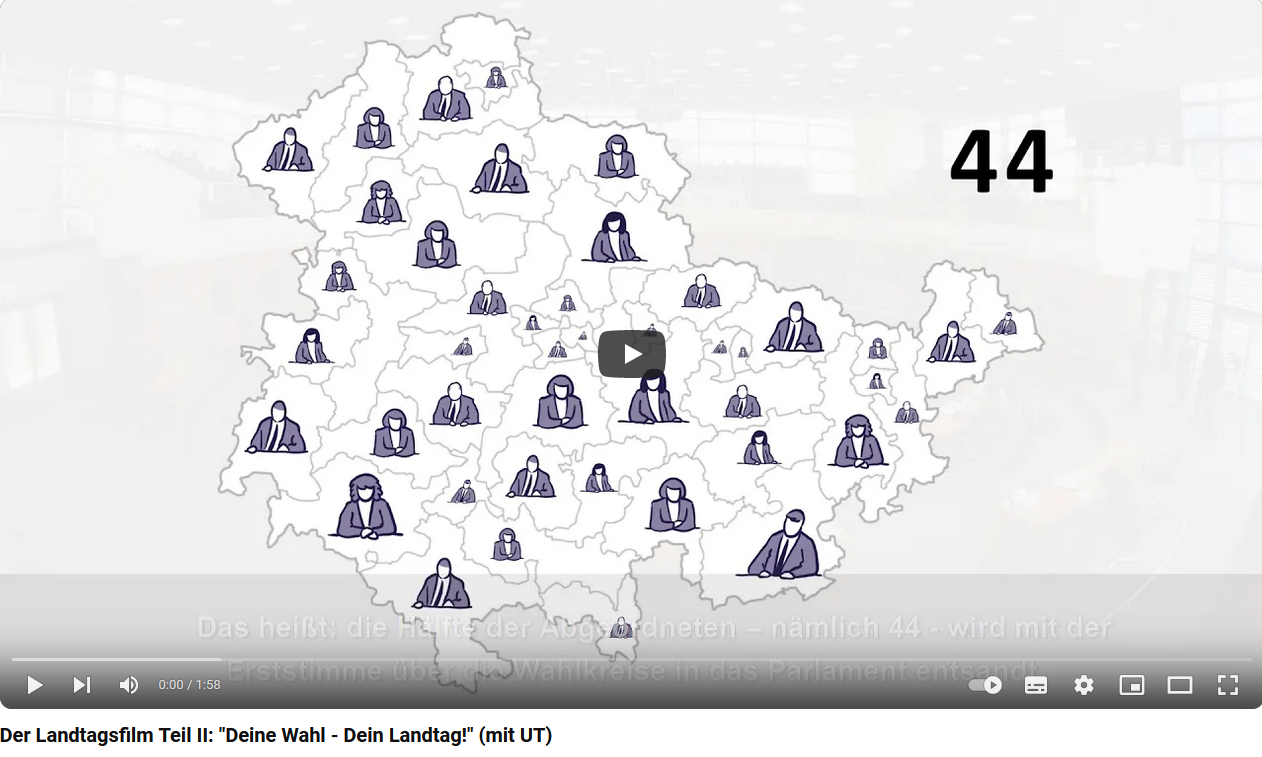 44
Das heißt: die Hälfte der Abgeordneten – nämlich 44 - wird mit der
Erststimme über die Wahlkreise in das Parlament entsandt.
0:00 / 1:58
Der Landtagsfilm Teil II: "Deine Wahl - Dein Landtag!" (mit UT)